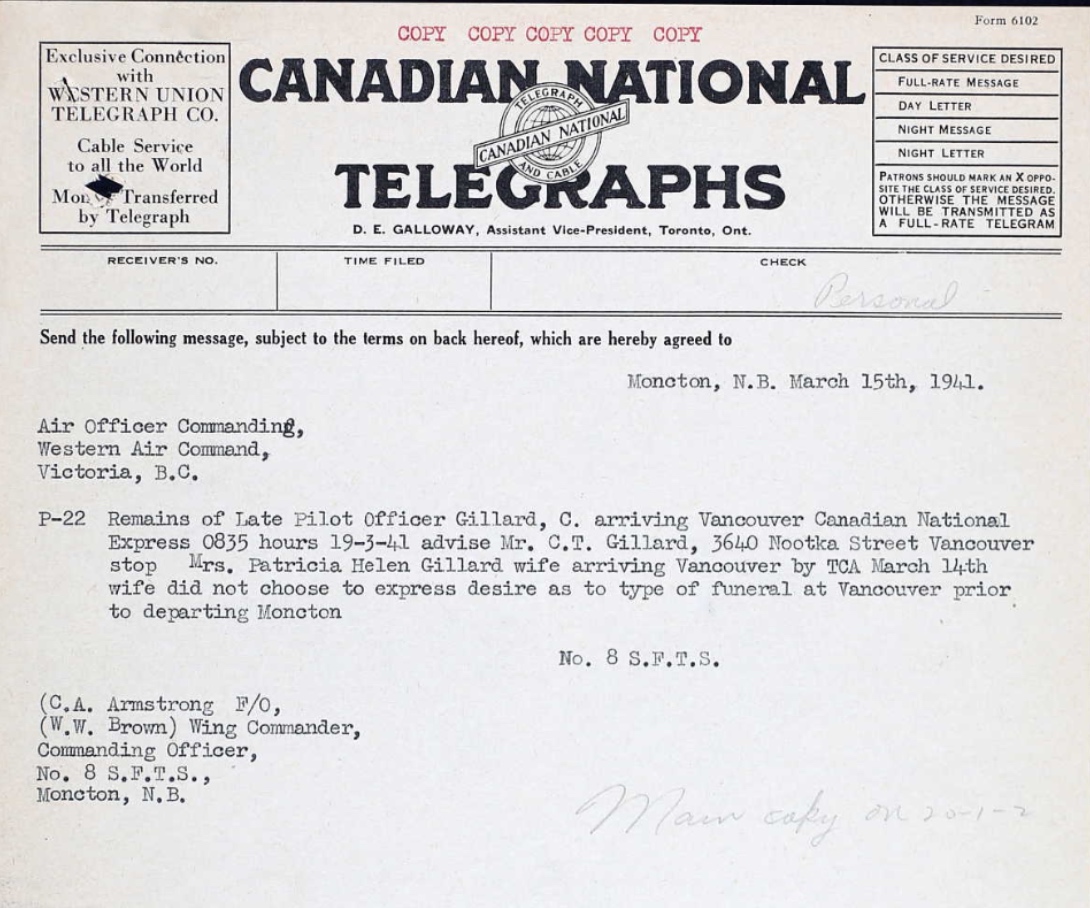 Form 6102
COPY COPY COPY COPY COPY
Exclusive Connection
with
WESTERN UNION
TELEGRAPH CO.
Cable Service
to all the World
Money Transferred
by Telegraph
CANADIAN NATIONAL
TELEGRAPH
CANADIAN NATIONAL
AND CABLE
TELEGRAPHS
D. E. GALLOWAY, Assistant Vice-President, Toronto, Ont.
CLASS OF SERVICE DESIRED
FULL-RATE MESSAGE
DAY LETTER
NIGHT MESSAGE
NIGHT LETTER
PATRONS SHOULD MARK AN X OPPO-
SITE THE CLASS OF SERVICE DESIRED.
OTHERWISE THE MESSAGE
WILL BE TRANSMITTED AS
A FULL-RATE TELEGRAM
RECEIVER'S NO.
TIME FILED
CHECK
Personal
Send the following message, subject to the terms on back hereof, which are hereby agreed to
Moncton, N.B. March 15th, 1941.
Air Officer Commanding,
Western Air Command,
Victoria, B.C.
P-22 Remains of Late Pilot Officer Gillard, C. arriving Vancouver Canadian National
Express 0835 hours 19-3-41 advise Mr. C.T. Gillard, 3640 Nootka Street Vancouver
stop Mrs. Patricia Helen Gillard wife arriving Vancouver by TCA March 14th
wife did not choose to express desire as to type of funeral at Vancouver prior
to departing Moncton
No. 8 S.F.T.S.
(C.A. Armstrong F/O,
(W.W. Brown) Wing Commander,
Commanding Officer,
No. 8 S.F.T.S.,
Moncton, N.B.
Main copy on 20-1-2